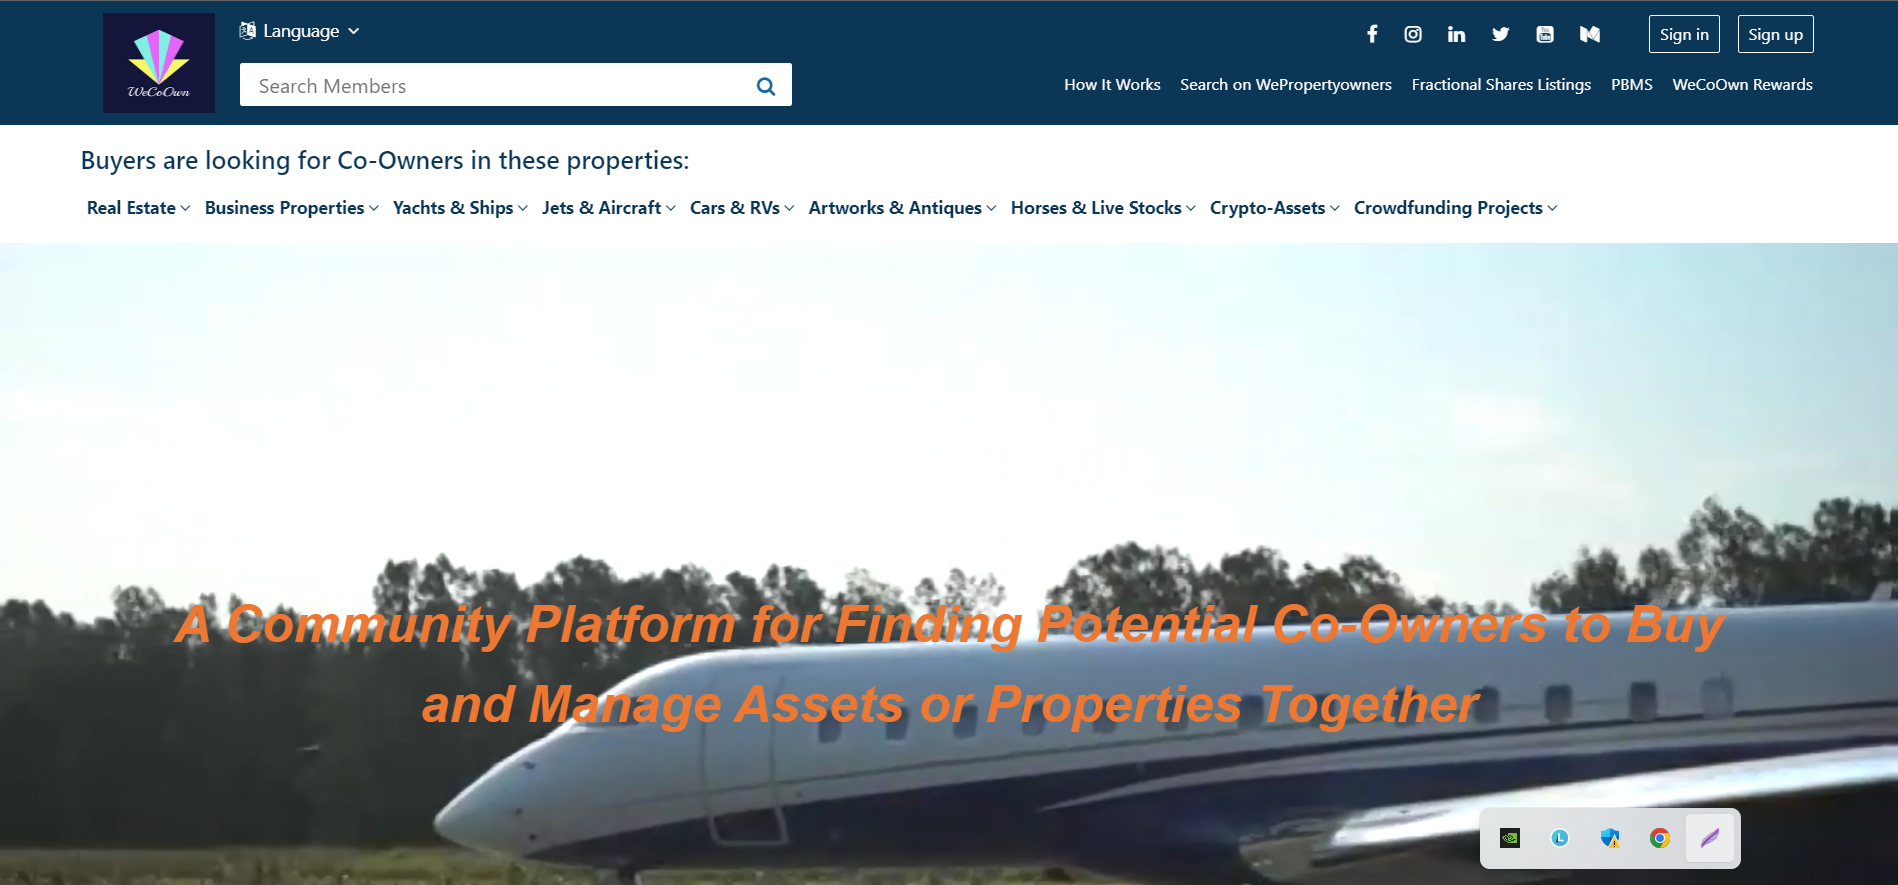 WeCoOwn
Language
Sign in
Sign up
Search Members
How It Works
Search on WePropertyowners
Fractional Shares Listings
PBMS
WeCoOwn Rewards
Buyers are looking for Co-Owners in these properties:
Real Estate
Business Properties
Yachts & Ships
Jets & Aircraft
Cars & RVs
Artworks & Antiques
Horses & Live Stocks
Crypto-Assets
Crowdfunding Projects
A Community Platform for Finding Potential Co-Owners to Buy
and Manage Assets or Properties Together